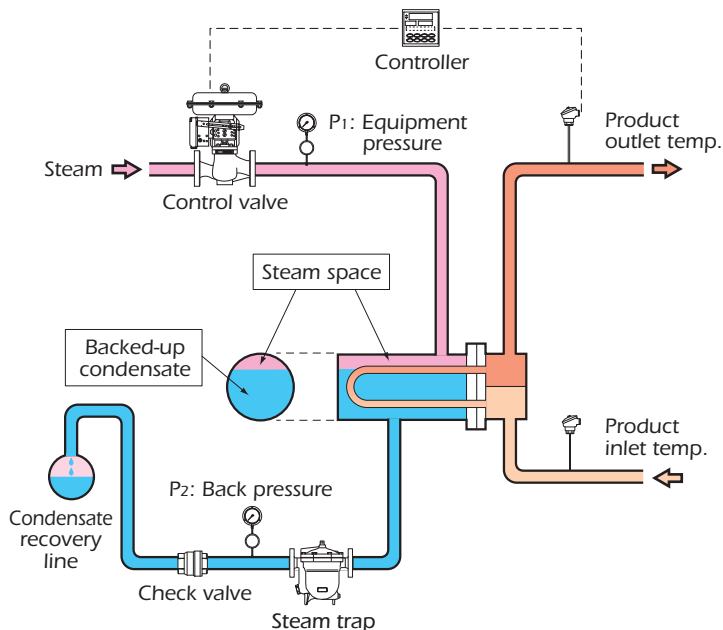 Controller
P1: Equipment
pressure
Product
outlet temp.
Steam
Control valve
Steam space
Backed-up
condensate
Product
inlet temp.
P2: Back pressure
Condensate
recovery
line
Check valve
Steam trap